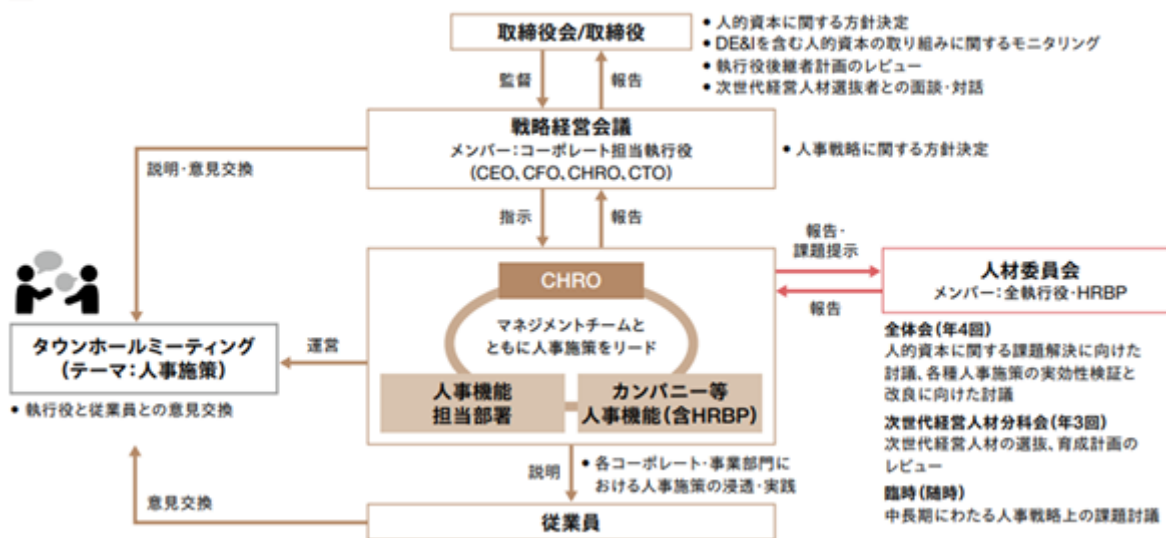 取締役会/取締役
• 人的資本に関する方針決定
• DE&Iを含む人的資本の取り組みに関するモニタリング
• 執行役後継者計画のレビュー
• 次世代経営人材選抜者との面談・対話
監督
報告
戦略経営会議
メンバー：コーポレート担当執行役
(CEO、CFO、CHRO、CTO)
• 人事戦略に関する方針決定
説明・意見交換
指示
報告
CHRO
マネジメントチームと
ともに人事施策をリード
人事機能
担当部署
カンパニー等
人事機能(含HRBP)
報告・
課題提示
報告
人材委員会
メンバー：全執行役・HRBP
全体会(年4回)
人的資本に関する課題解決に向けた
討議、各種人事施策の実効性検証と
改良に向けた討議
次世代経営人材分科会(年3回)
次世代経営人材の選抜、育成計画の
レビュー
臨時(随時)
中長期にわたる人事戦略上の課題討議
タウンホールミーティング
(テーマ：人事施策)
運営
• 執行役と従業員との意見交換
説明
• 各コーポレート・事業部門に
おける人事施策の浸透・実践
意見交換
従業員